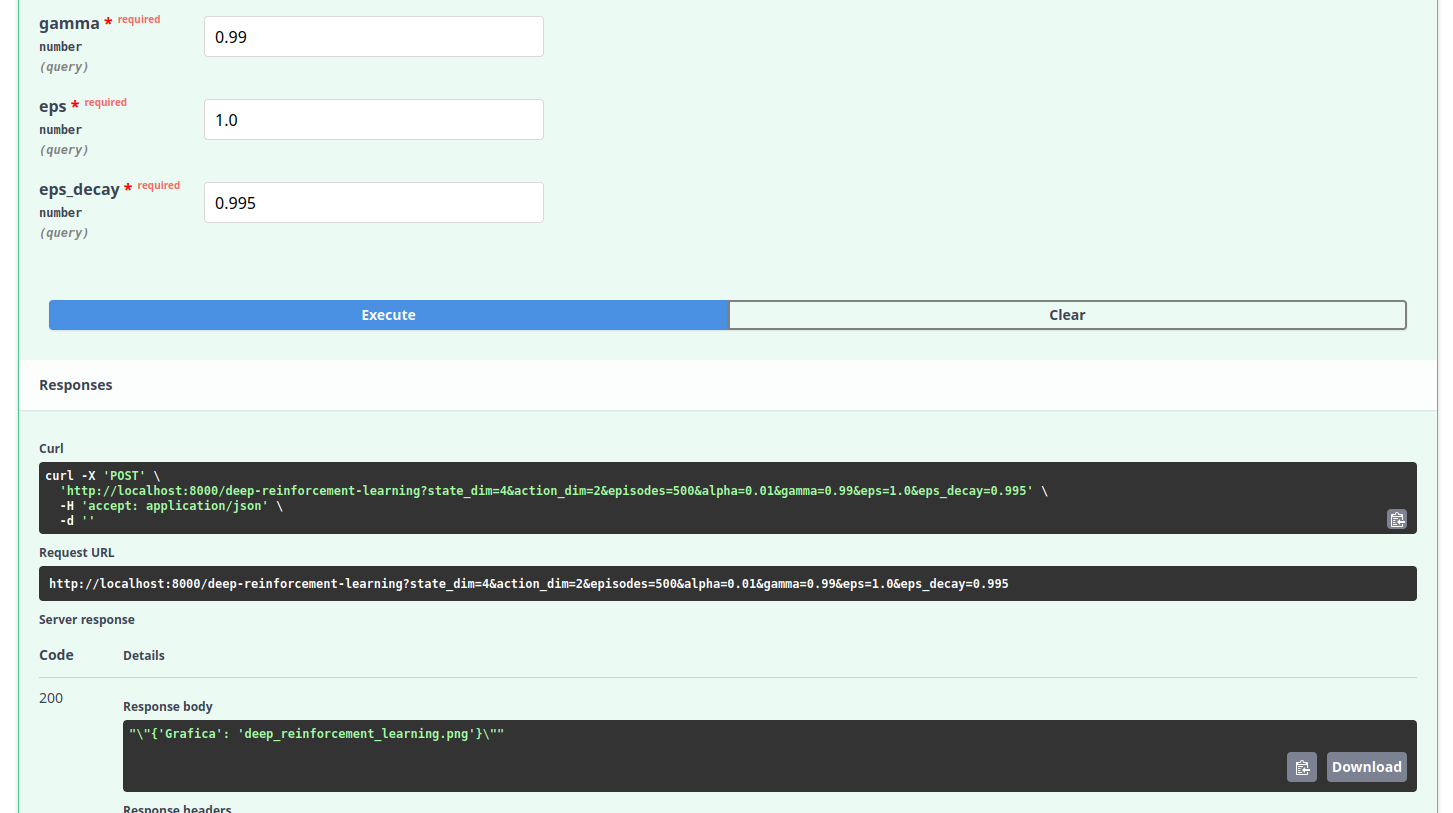 gamma * required
number
(query)
0.99
eps * required
number
(query)
1.0
eps_decay * required
number
(query)
0.995
Execute
Clear
Responses
Curl
curl -X 'POST' \
  'http://localhost:8000/deep-reinforcement-learning?state_dim=4&action_dim=2&episodes=500&alpha=0.01&gamma=0.99&eps=1.0&eps_decay=0.995' \
  -H 'accept: application/json' \
  -d ''
Request URL
http://localhost:8000/deep-reinforcement-learning?state_dim=4&action_dim=2&episodes=500&alpha=0.01&gamma=0.99&eps=1.0&eps_decay=0.995
Server response
Code
Details
200
Response body
"\"{'Grafica': 'deep_reinforcement_learning.png'}\""
Download
Response headers